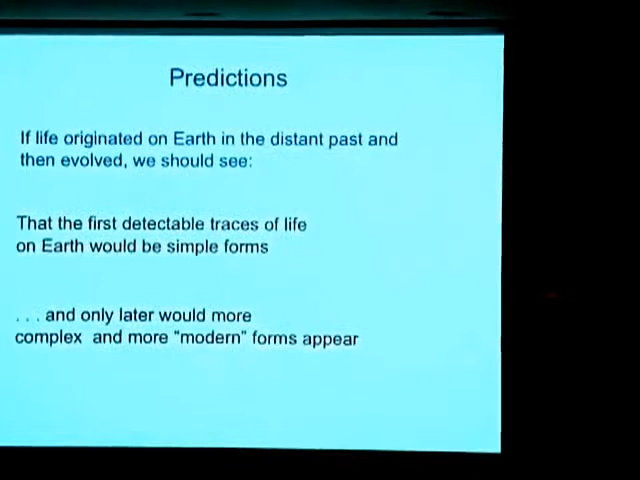 Predictions
If life originated on Earth in the distant past and
then evolved, we should see:
That the first detectable traces of life
on Earth would be simple forms
. . . and only later would more
complex and more "modern" forms appear